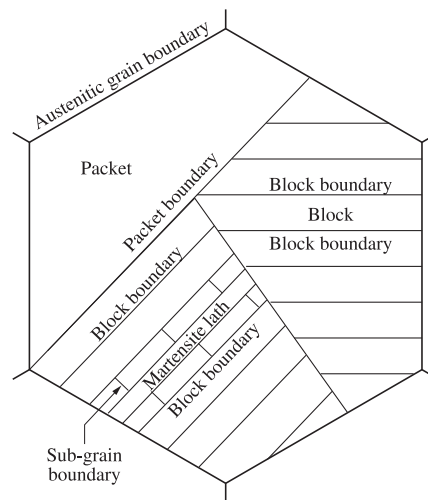 Austenitic grain boundary
Packet
Packet boundary
Block boundary
Block
Block boundary
Block boundary
Martensite lath
Block boundary
Sub-grain
boundary